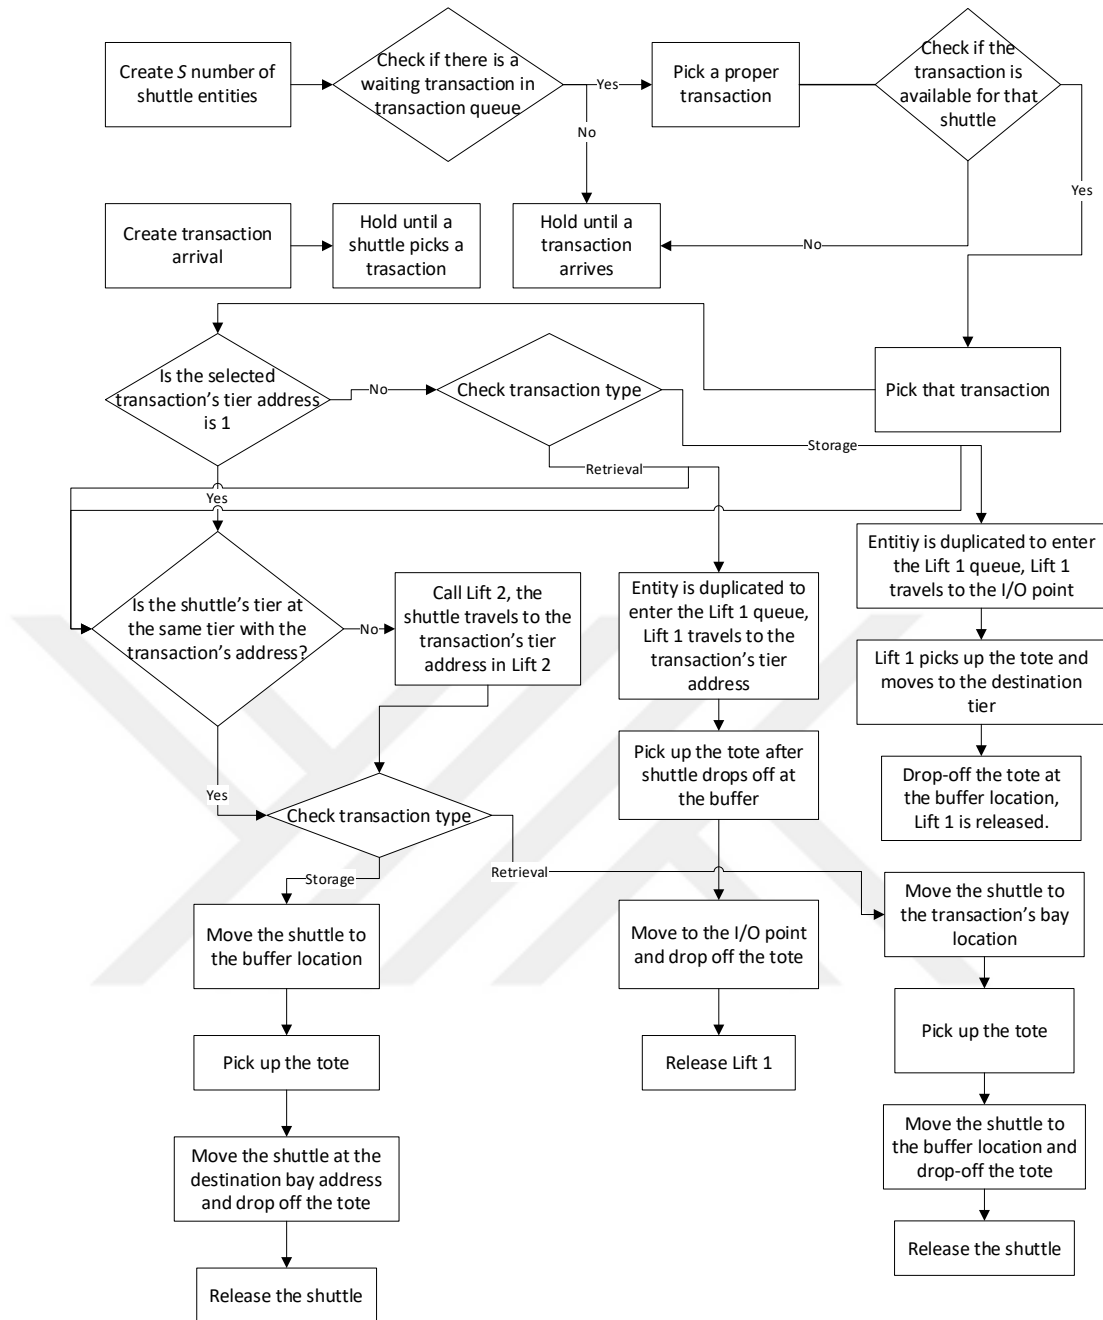 Create S number of
shuttle entities
Check if there is a
waiting transaction in
transaction queue
Yes
No
Pick a proper
transaction
Check if the
transaction is
available for that
shuttle
Yes
No
Create transaction
arrival
Hold until a
shuttle picks a
trasaction
Hold until a
transaction
arrives
Is the selected
transaction's tier address
is 1
No
Check transaction type
Pick that transaction
Storage
Retrieval
Yes
Is the shuttle's tier at
the same tier with the
transaction's address?
No
Call Lift 2, the
shuttle travels to the
transaction's tier
address in Lift 2
Entity is duplicated to
enter the Lift 1 queue,
Lift 1 travels to the
transaction's tier
address
Entitiy is duplicated to enter
the Lift 1 queue, Lift 1
travels to the I/O point
Lift 1 picks up the tote and
moves to the destination
tier
Pick up the tote after
shuttle drops off at
the buffer
Drop-off the tote at
the buffer location,
Lift 1 is released.
Yes
Check transaction type
Storage
Retrieval
Move the shuttle to
the buffer location
Move to the I/O point
and drop off the tote
Move the shuttle to
the transaction's bay
location
Pick up the tote
Release Lift 1
Pick up the tote
Move the shuttle at the
destination bay address
and drop off the tote
Move the shuttle to
the buffer location and
drop-off the tote
Release the shuttle
Release the shuttle